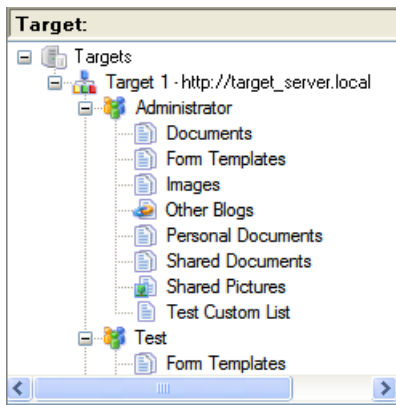 Target:
Targets
Target 1 - http://target_server.local
Administrator
Documents
Form Templates
Images
Other Blogs
Personal Documents
Shared Documents
Shared Pictures
Test Custom List
Test
Form Templates